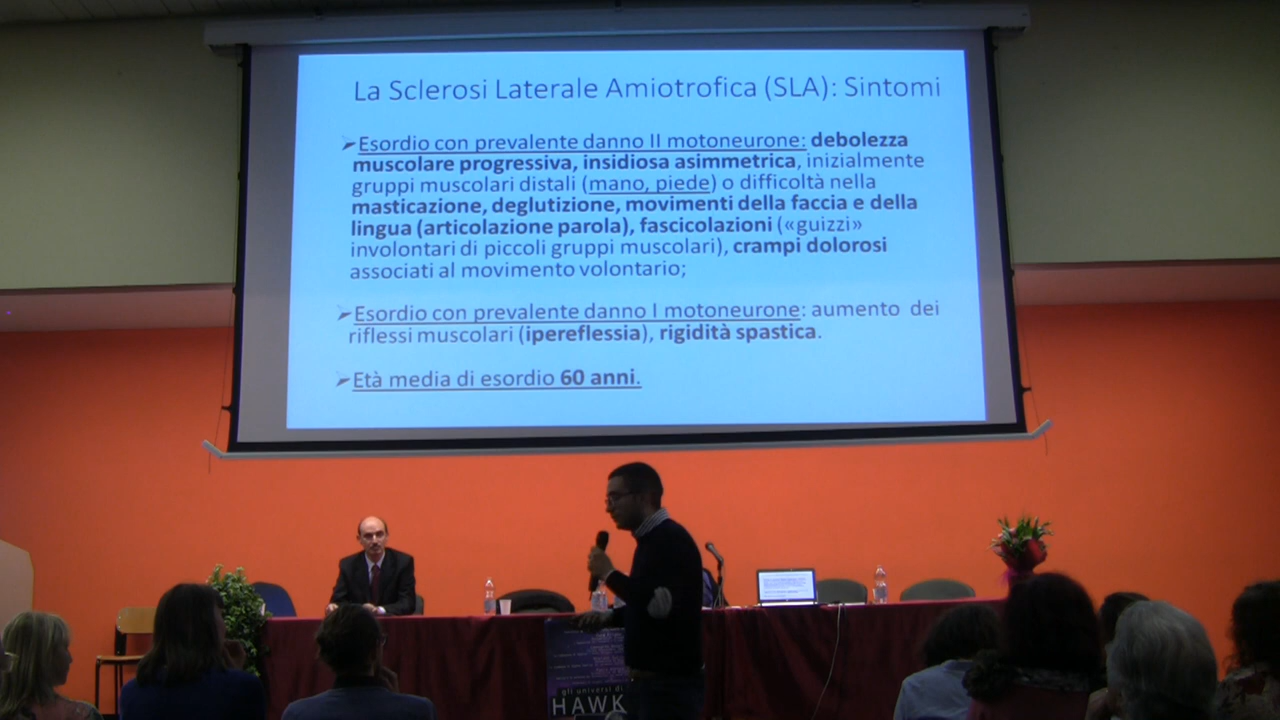 La Sclerosi Laterale Amiotrofica (SLA): Sintomi
➢Esordio con prevalente danno II motoneurone: debolezza
muscolare progressiva, insidiosa asimmetrica, inizialmente
gruppi muscolari distali (mano, piede) o difficoltà nella
masticazione, deglutizione, movimenti della faccia e della
lingua (articolazione parola), fascicolazioni («guizzi»
involontari di piccoli gruppi muscolari), crampi dolorosi
associati al movimento volontario;
➢Esordio con prevalente danno I motoneurone: aumento dei
riflessi muscolari (ipereflessia), rigidità spastica.
➢Età media di esordio 60 anni.
gli universi di
HAWK